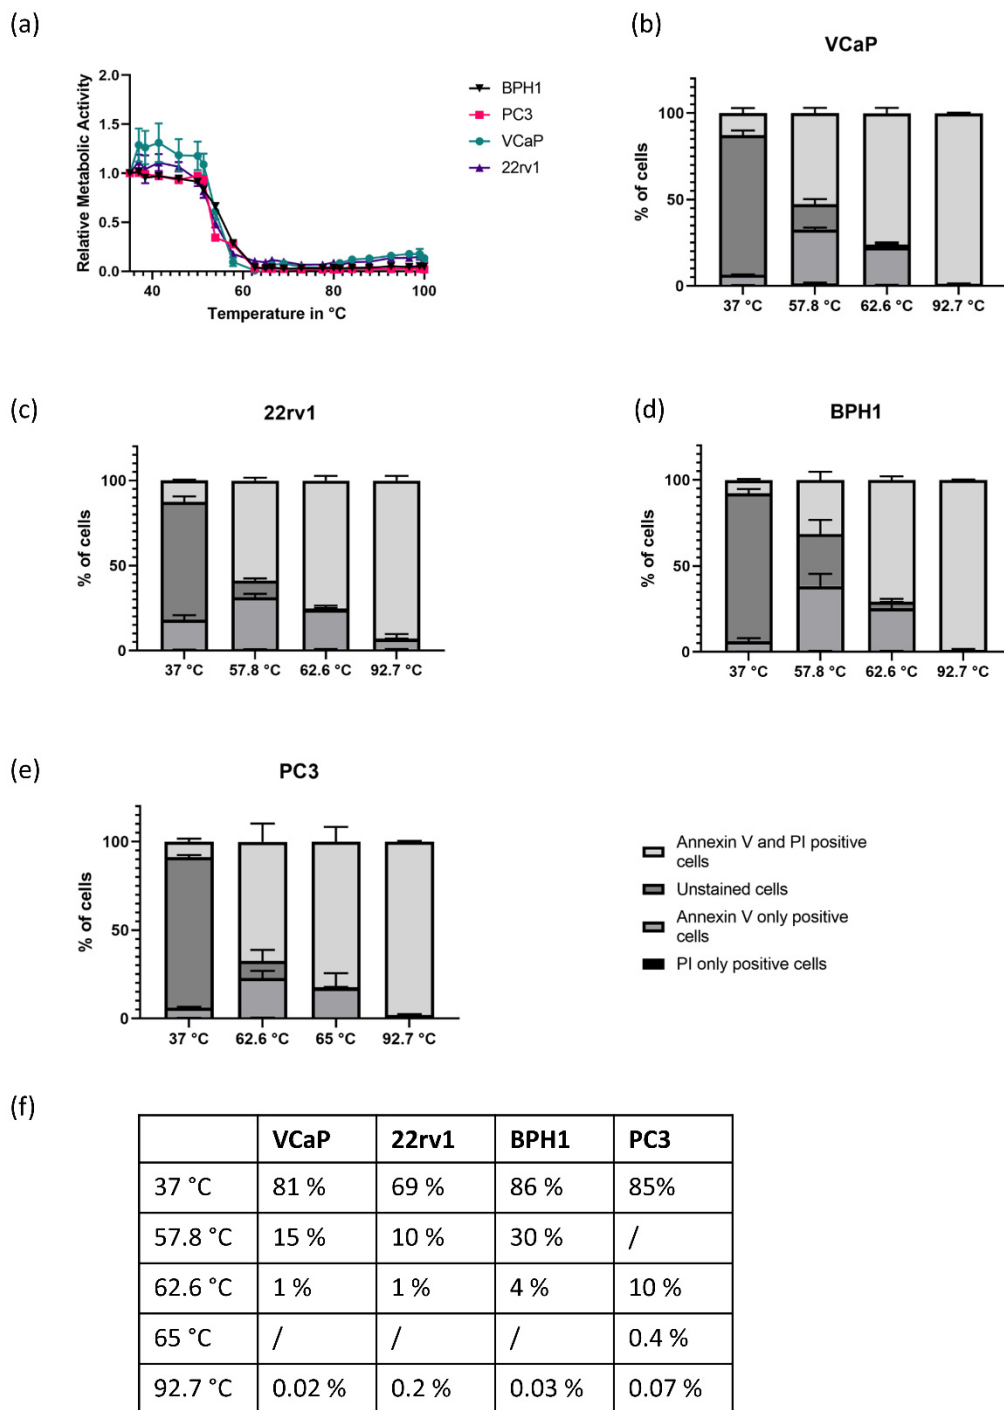 (a)
2.0
1.5
1.0
0.5
0.0
40
60
80
100
Relative Metabolic Activity
Temperature in °C
BPH1
PC3
VCaP
22rv1
(b)
VCaP
100
50
0
% of cells
37 °C
57.8 °C
62.6 °C
92.7 °C
(c)
22rv1
100
50
0
% of cells
37 °C
57.8 °C
62.6 °C
92.7 °C
(d)
BPH1
100
50
0
% of cells
37 °C
57.8 °C
62.6 °C
92.7 °C
(e)
PC3
100
50
0
% of cells
37 °C
62.6 °C
65 °C
92.7 °C
Annexin V and PI positive
cells
Unstained cells
Annexin V only positive
cells
PI only positive cells
(f)
VCaP 22rv1 BPH1 PC3
37 °C 81 % 69 % 86 % 85%
57.8 °C 15 % 10 % 30 % /
62.6 °C 1 % 1 % 4 % 10 %
65 °C / / / 0.4 %
92.7 °C 0.02 % 0.2 % 0.03 % 0.07 %